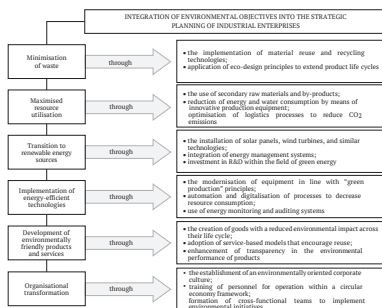 INTEGRATION OF ENVIRONMENTAL OBJECTIVES INTO THE STRATEGIC
PLANNING OF INDUSTRIAL ENTERPRISES
Minimisation
of waste
through
• the implementation of material reuse and recycling
technologies;
• application of eco-design principles to extend product life cycles
Maximised
resource
utilisation
through
• the use of secondary raw materials and by-products;
• reduction of energy and water consumption by means of
innovative production equipment;
optimisation of logistics processes to reduce CO2
emissions
Transition to
renewable energy
sources
through
• the installation of solar panels, wind turbines, and similar
technologies;
• integration of energy management systems;
• investment in R&D within the field of green energy
Implementation of
energy-efficient
technologies
through
• the modernisation of equipment in line with "green
production" principles;
• automation and digitalisation of processes to decrease
resource consumption;
• use of energy monitoring and auditing systems
Development of
environmentally
friendly products
and services
through
• the creation of goods with a reduced environmental impact across
their life cycle;
• adoption of service-based models that encourage reuse;
• enhancement of transparency in the environmental
performance of products
Organisational
transformation
through
• the establishment of an environmentally oriented corporate
culture;
• training of personnel for operation within a circular
economy framework;
formation of cross-functional teams to implement
environmental initiatives